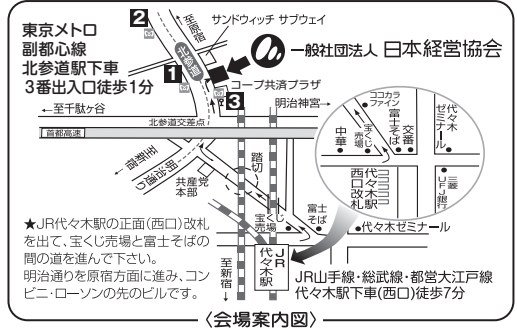 東京メトロ
副都心線
北参道駅下車
3番出入口徒歩1分
2
至原宿
サンドウィッチ サブウェイ
北参道
一般社団法人 日本経営協会
1
コープ共済プラザ
3
明治神宮→
←至千駄ヶ谷
北参道交差点
首都高速
至新宿
明治通り
共産党
本部
踏切
ココカラ
ファイン
中華
宝くじ
売場
富士そば
交番
代々木
ゼミナール
代々木駅
西口改札
三菱
UFJ銀行
★JR代々木駅の正面(西口)改札
を出て、宝くじ売場と富士そばの
間の道を進んで下さい。
明治通りを原宿方面に進み、コン
ビニ・ローソンの先のビルです。
宝くじ
売場
富士
そば
代々木ゼミナール
至新宿
JR
代々木駅
JR山手線・総武線・都営大江戸線
代々木駅下車(西口)徒歩7分
〈会場案内図〉